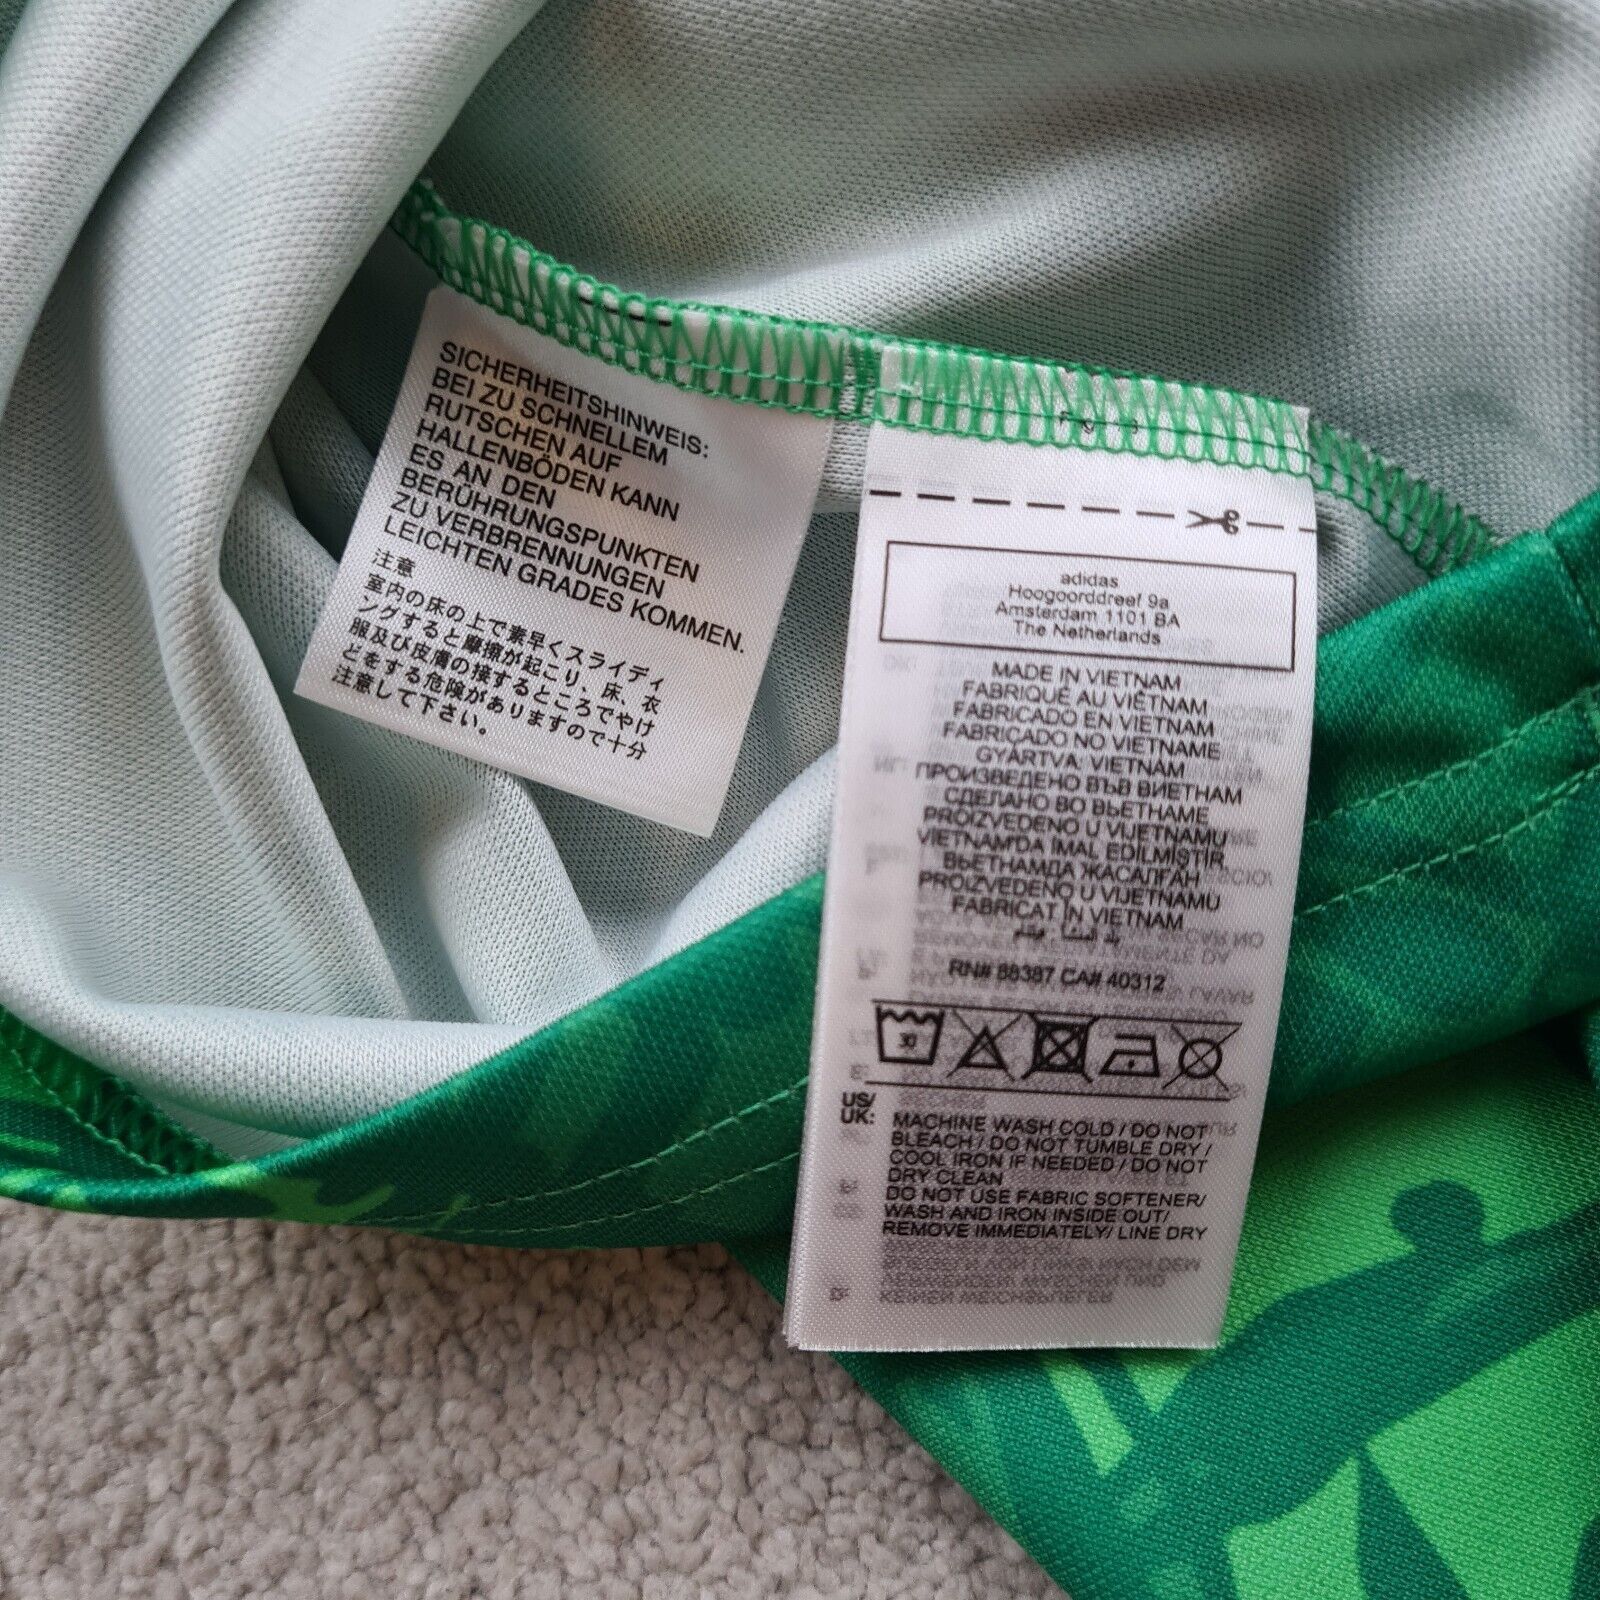 SICHERHEITSHINWEIS:
BEI ZU SCHNELLEM
RUTSCHEN AUF
HALLENBÖDEN KANN
ES AN DEN
BERÜHRUNGSPUNKTEN
ZU VERBRENNUNGEN
LEICHTEN GRADES KOMMEN.
注意
室内の床の上で素早くスライディ
ングすると摩擦が起こり、床、衣
服及び皮膚の接するところでやけ
どをする危険がありますので十分
注意して下さい。
adidas
Hoogoorddreef 9a
Amsterdam 1101 BA
The Netherlands
MADE IN VIETNAM
FABRIQUÉ AU VIÊTNAM
FABRICADO EN VIETNAM
FABRICADO NO VIETNAME
GYÁRTVA: VIETNAM
ПРОИЗВЕДЕНО ВЪВ ВИЕТНАМ
СДЕЛАНО ВО ВЬЕТНАМЕ
PROIZVEDENO U VIJETNAMU
VIETNAM'DA İMAL EDİLMİŞTİR
ВЬЕТНАМДА ЖАСАЛҒАН
PROIZVEDENO U VIJETNAMU
FABRICAT ÎN VIETNAM
RN# 88387 CA# 40312
30
US/
UK:
MACHINE WASH COLD / DO NOT
BLEACH / DO NOT TUMBLE DRY /
COOL IRON IF NEEDED / DO NOT
DRY CLEAN
DO NOT USE FABRIC SOFTENER/
WASH AND IRON INSIDE OUT/
REMOVE IMMEDIATELY/ LINE DRY